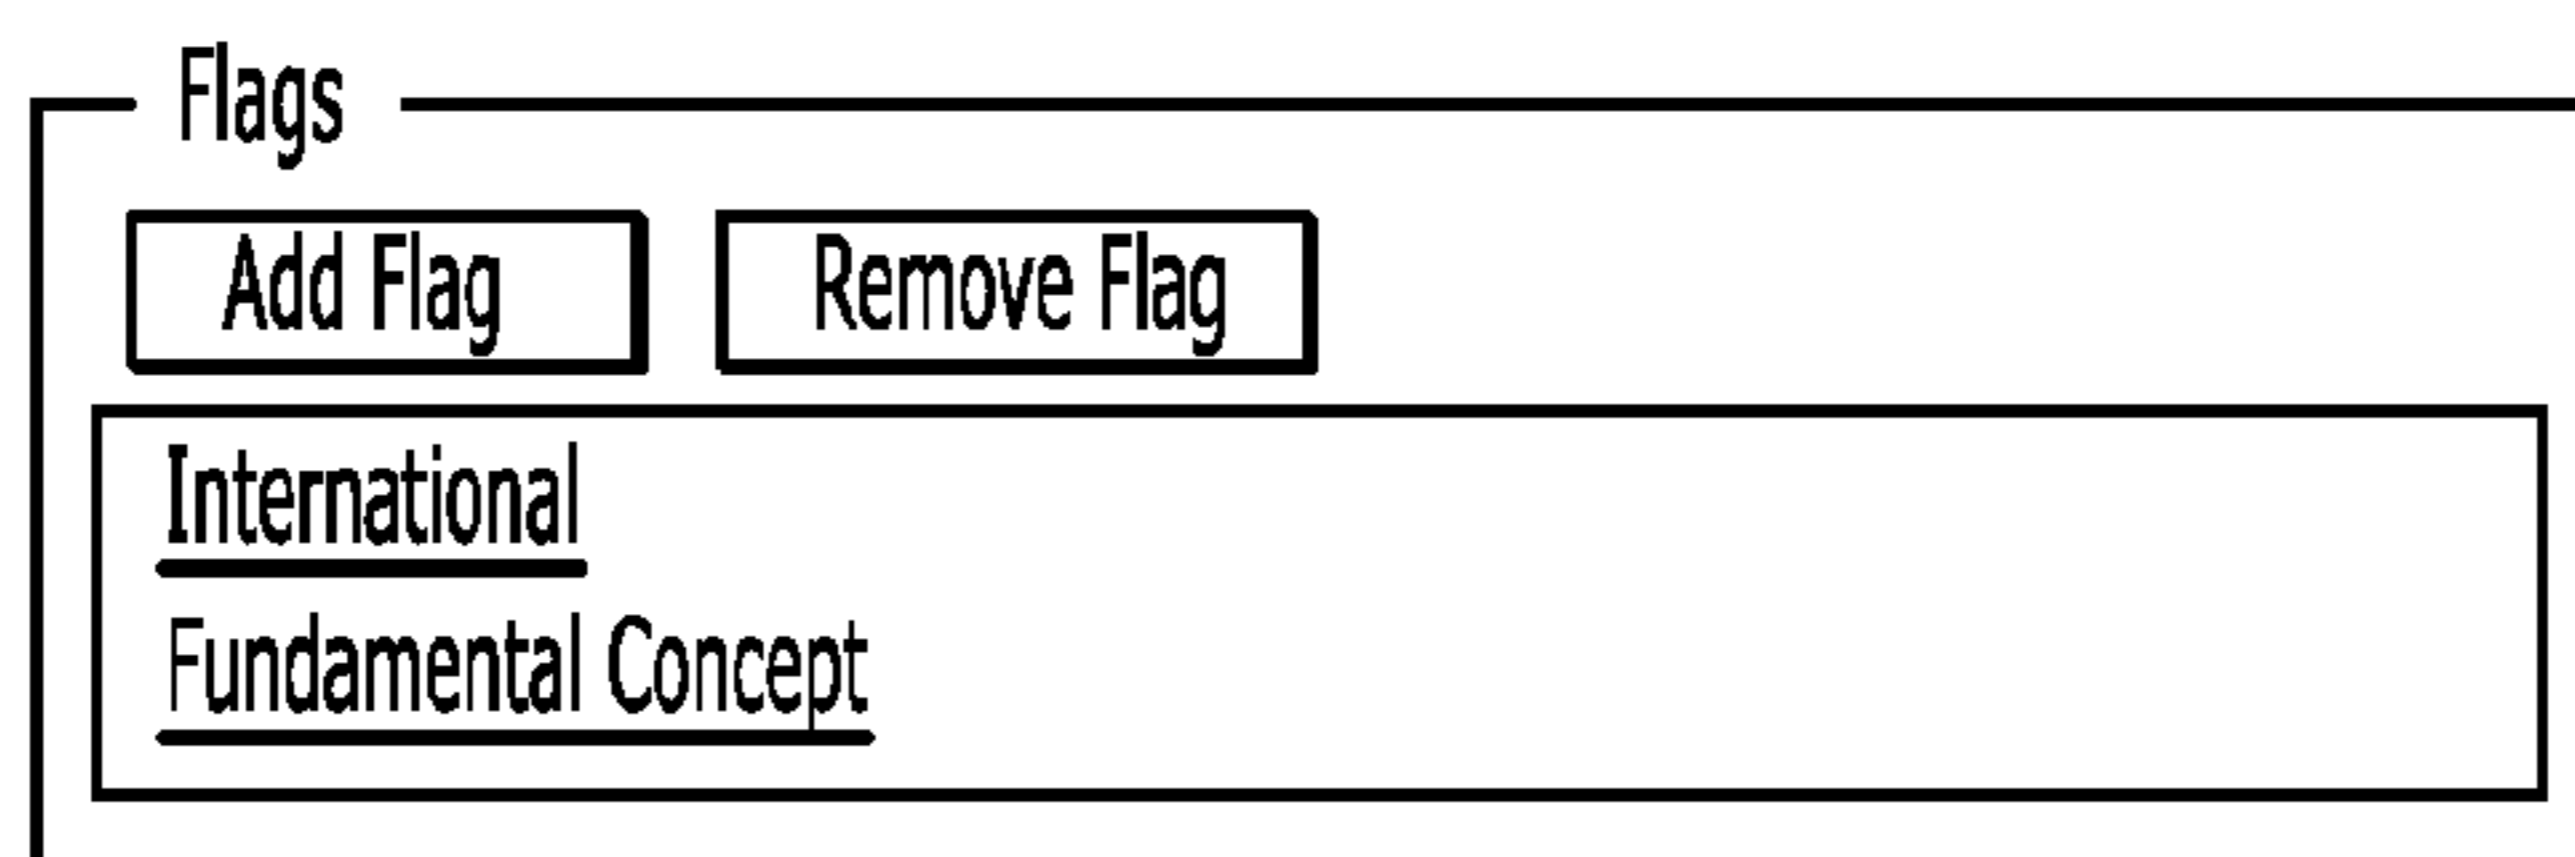 Flags
Add Flag Remove Flag
International
Fundamental Concept